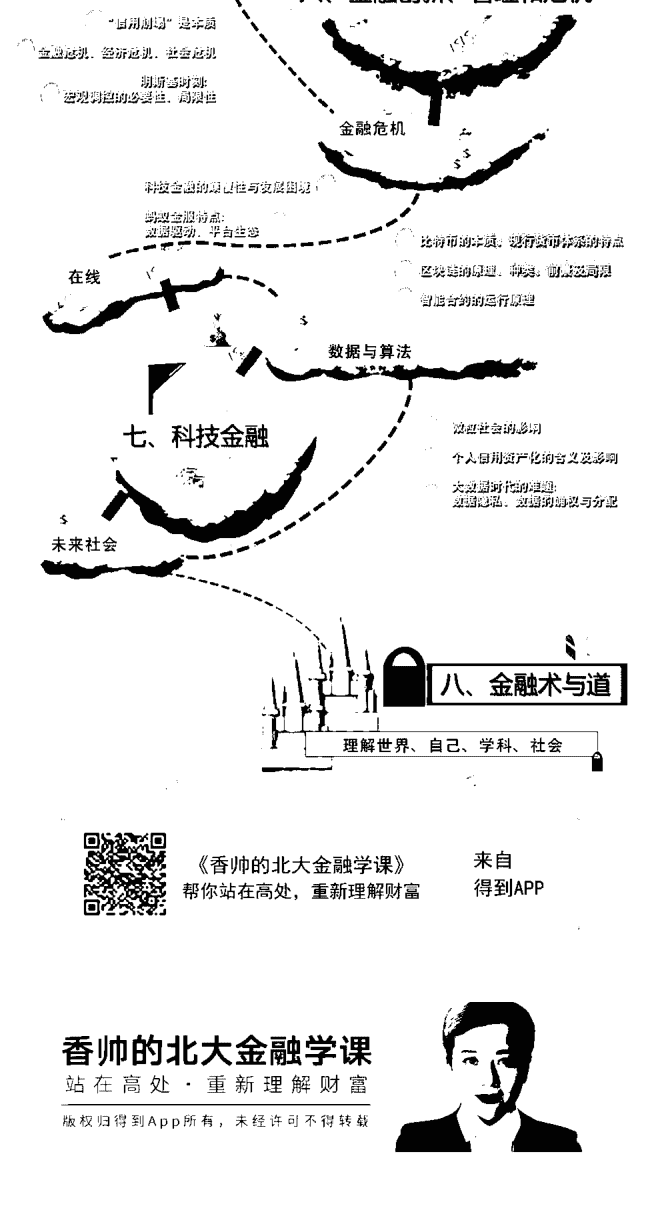 "信用崩塌"是本质
金融危机、经济危机、社会危机
明斯基时刻:
宏观调控的必要性、局限性
金融危机
科技金融的颠覆性与发展困境
蚂蚁金服特点:
数据驱动、平台生态
在线
比特币的本质、现行货币体系的特点
区块链的原理、种类、前景及局限
智能合约的运行原理
数据与算法
七、科技金融
微粒社会的影响
个人信用资产化的含义及影响
大数据时代的难题:
数据隐私、数据的确权与分配
未来社会
八、金融术与道
理解世界、自己、学科、社会
《香帅的北大金融学课》
帮你站在高处，重新理解财富
来自
得到APP
香帅的北大金融学课
站在高处·重新理解财富
版权归得到App所有，未经许可不得转载